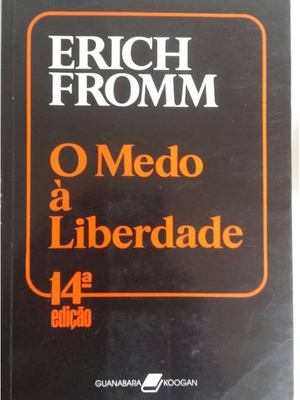 ERICH
FROMM
O Medo
à
Liberdade
14ª
edição
GUANABARA KOOGAN